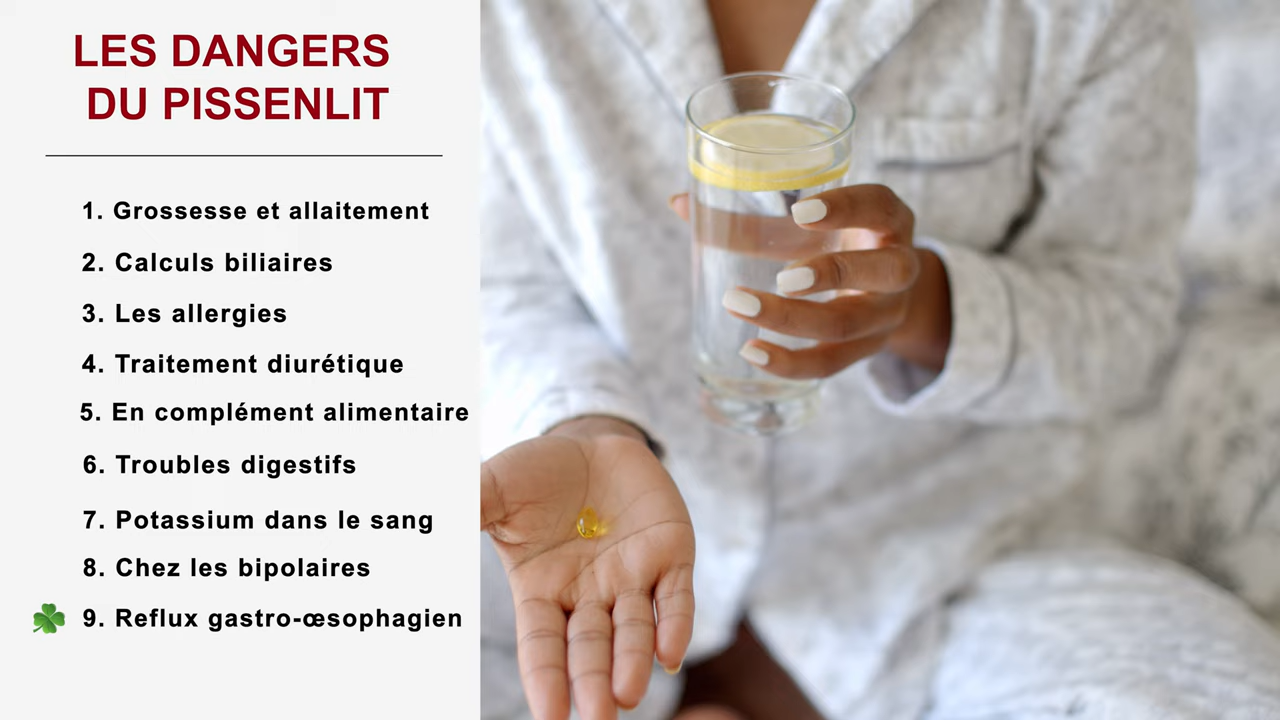 LES DANGERS
DU PISSENLIT
1. Grossesse et allaitement
2. Calculs biliaires
3. Les allergies
4. Traitement diurétique
5. En complément alimentaire
6. Troubles digestifs
7. Potassium dans le sang
8. Chez les bipolaires
9. Reflux gastro-œsophagien